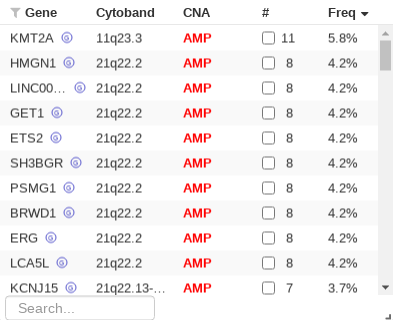 Gene Cytoband CNA # Freq
KMT2A G 11q23.3 AMP 11 5.8%
HMGN1 G 21q22.2 AMP 8 4.2%
LINC00... G 21q22.2 AMP 8 4.2%
GET1 G 21q22.2 AMP 8 4.2%
ETS2 G 21q22.2 AMP 8 4.2%
SH3BGR G 21q22.2 AMP 8 4.2%
PSMG1 G 21q22.2 AMP 8 4.2%
BRWD1 G 21q22.2 AMP 8 4.2%
ERG G 21q22.2 AMP 8 4.2%
LCA5L G 21q22.2 AMP 8 4.2%
KCNJ15 G 21q22.13-... AMP 7 3.7%
Search...